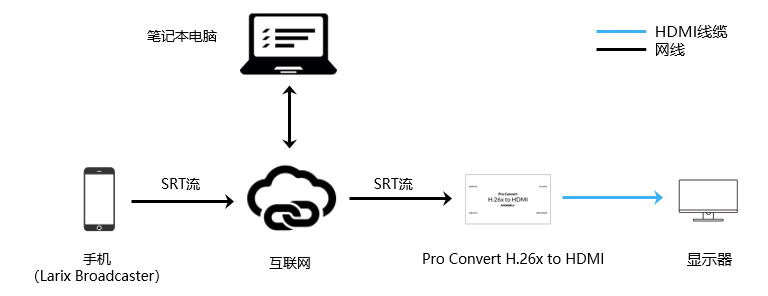 笔记本电脑
HDMI线缆
网线
SRT流
SRT流
Pro Convert
H.26x to HDMI
手机
（Larix Broadcaster）
互联网
Pro Convert H.26x to HDMI
显示器